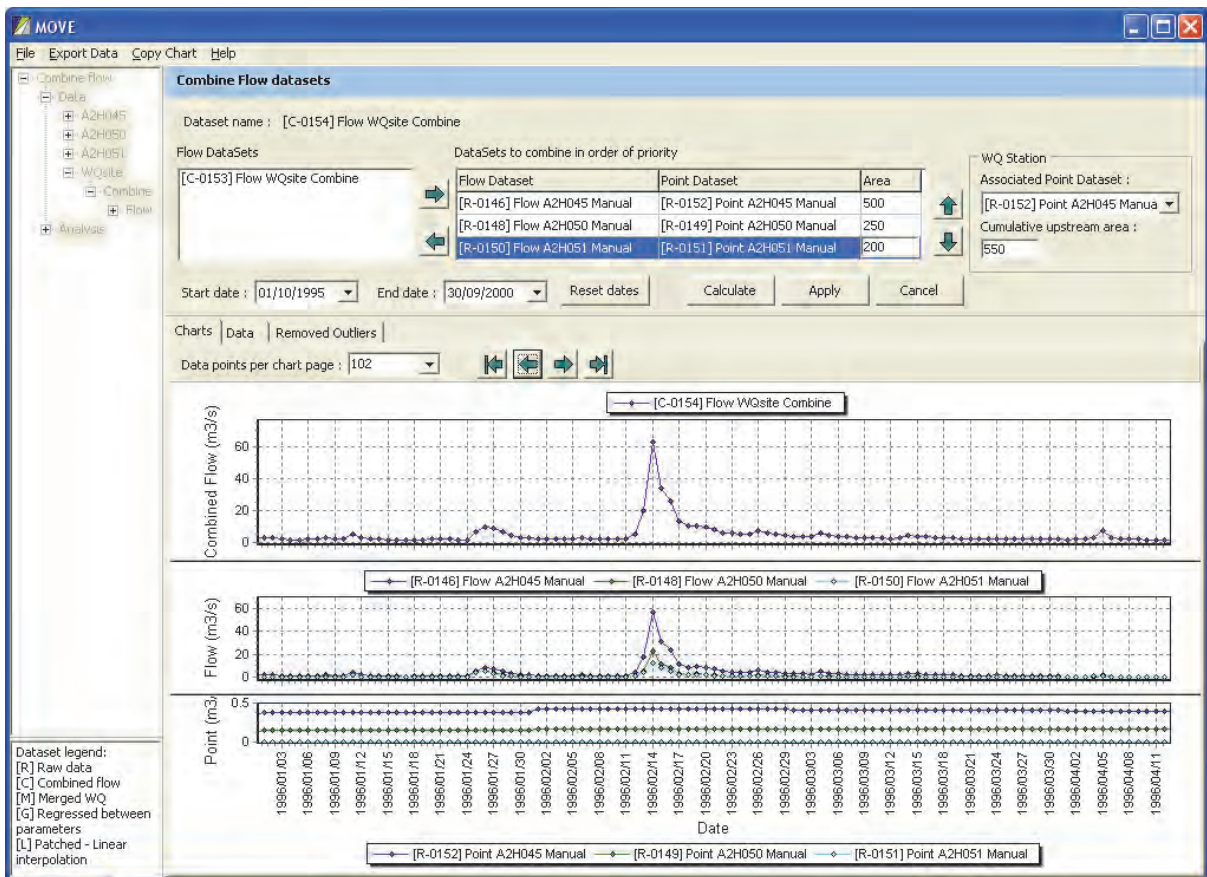 MOVE
File Export Data Copy Chart Help
Combine flow
Data
A2H045
A2H050
A2H051
WQsite
Combine
Flow
Analysis
Combine Flow datasets
Dataset name : [C-0154] Flow WQsite Combine
Flow DataSets
[C-0153] Flow WQsite Combine
DataSets to combine in order of priority
Flow Dataset Point Dataset Area
[R-0146] Flow A2H045 Manual [R-0152] Point A2H045 Manual 500
[R-0148] Flow A2H050 Manual [R-0149] Point A2H050 Manual 250
[R-0150] Flow A2H051 Manual [R-0151] Point A2H051 Manual 200
WQ Station
Associated Point Dataset :
[R-0152] Point A2H045 Manua
Cumulative upstream area :
550
Start date : 01/10/1995 End date : 30/09/2000 Reset dates Calculate Apply Cancel
Charts Data Removed Outliers
Data points per chart page : 102
[C-0154] Flow WQsite Combine
Combined Flow (m3/s)
60
40
20
0
[R-0146] Flow A2H045 Manual [R-0148] Flow A2H050 Manual [R-0150] Flow A2H051 Manual
Flow (m3/s)
60
40
20
0
Point (m3/
0.5
0
1996/01/03 1996/01/06 1996/01/09 1996/01/12 1996/01/15 1996/01/18 1996/01/21 1996/01/24 1996/01/27 1996/01/30 1996/02/02 1996/02/05 1996/02/08 1996/02/11 1996/02/14 1996/02/17 1996/02/20 1996/02/23 1996/02/26 1996/02/29 1996/03/03 1996/03/06 1996/03/09 1996/03/12 1996/03/15 1996/03/18 1996/03/21 1996/03/24 1996/03/27 1996/03/30 1996/04/02 1996/04/05 1996/04/08 1996/04/11
Date
[R-0152] Point A2H045 Manual [R-0149] Point A2H050 Manual [R-0151] Point A2H051 Manual
Dataset legend:
[R] Raw data
[C] Combined flow
[M] Merged WQ
[G] Regressed between
parameters
[L] Patched - Linear
interpolation